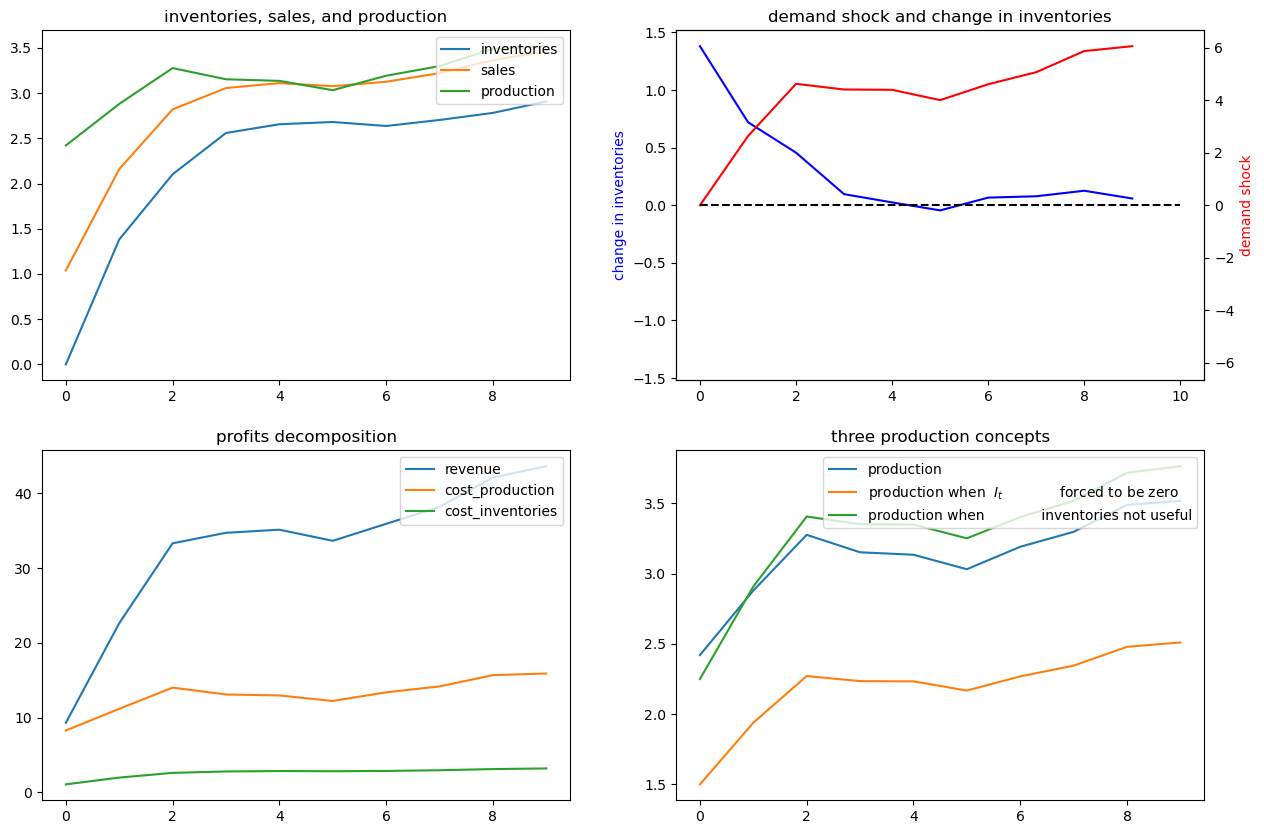 inventories, sales, and production
3.5
3.0
2.5
2.0
1.5
1.0
0.5
0.0
0 2 4 6 8
inventories
sales
production
demand shock and change in inventories
change in inventories
1.5
1.0
0.5
0.0
−0.5
−1.0
−1.5
0 2 4 6 8 10
6
4
2
0
−2
−4
−6
demand shock
profits decomposition
40
30
20
10
0
0 2 4 6 8
revenue
cost_production
cost_inventories
three production concepts
3.5
3.0
2.5
2.0
1.5
0 2 4 6 8
production
production when I_t forced to be zero
production when inventories not useful